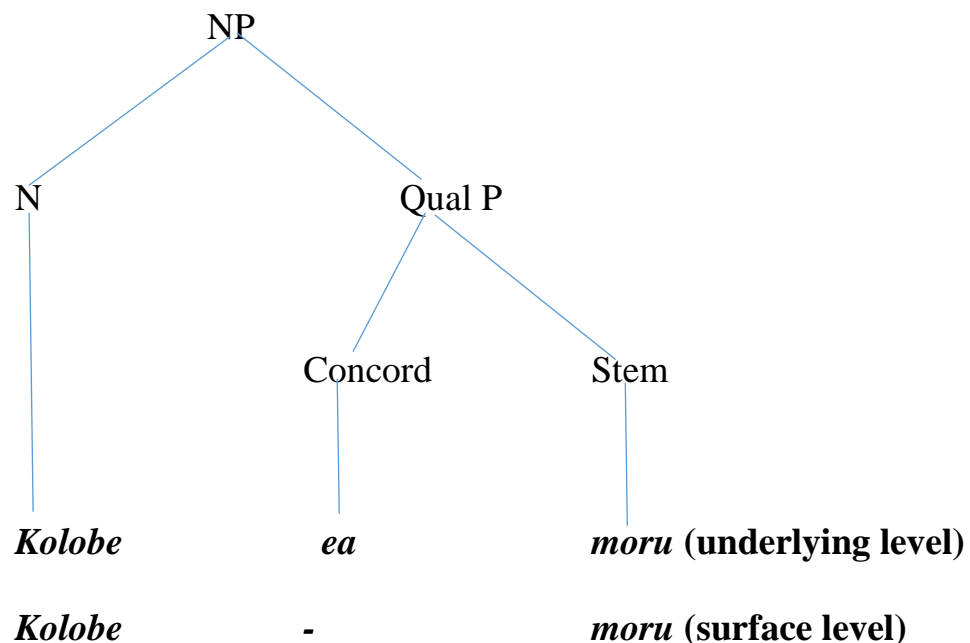 NP
N Qual P
Concord Stem
Kolobe ea moru (underlying level)
Kolobe - moru (surface level)